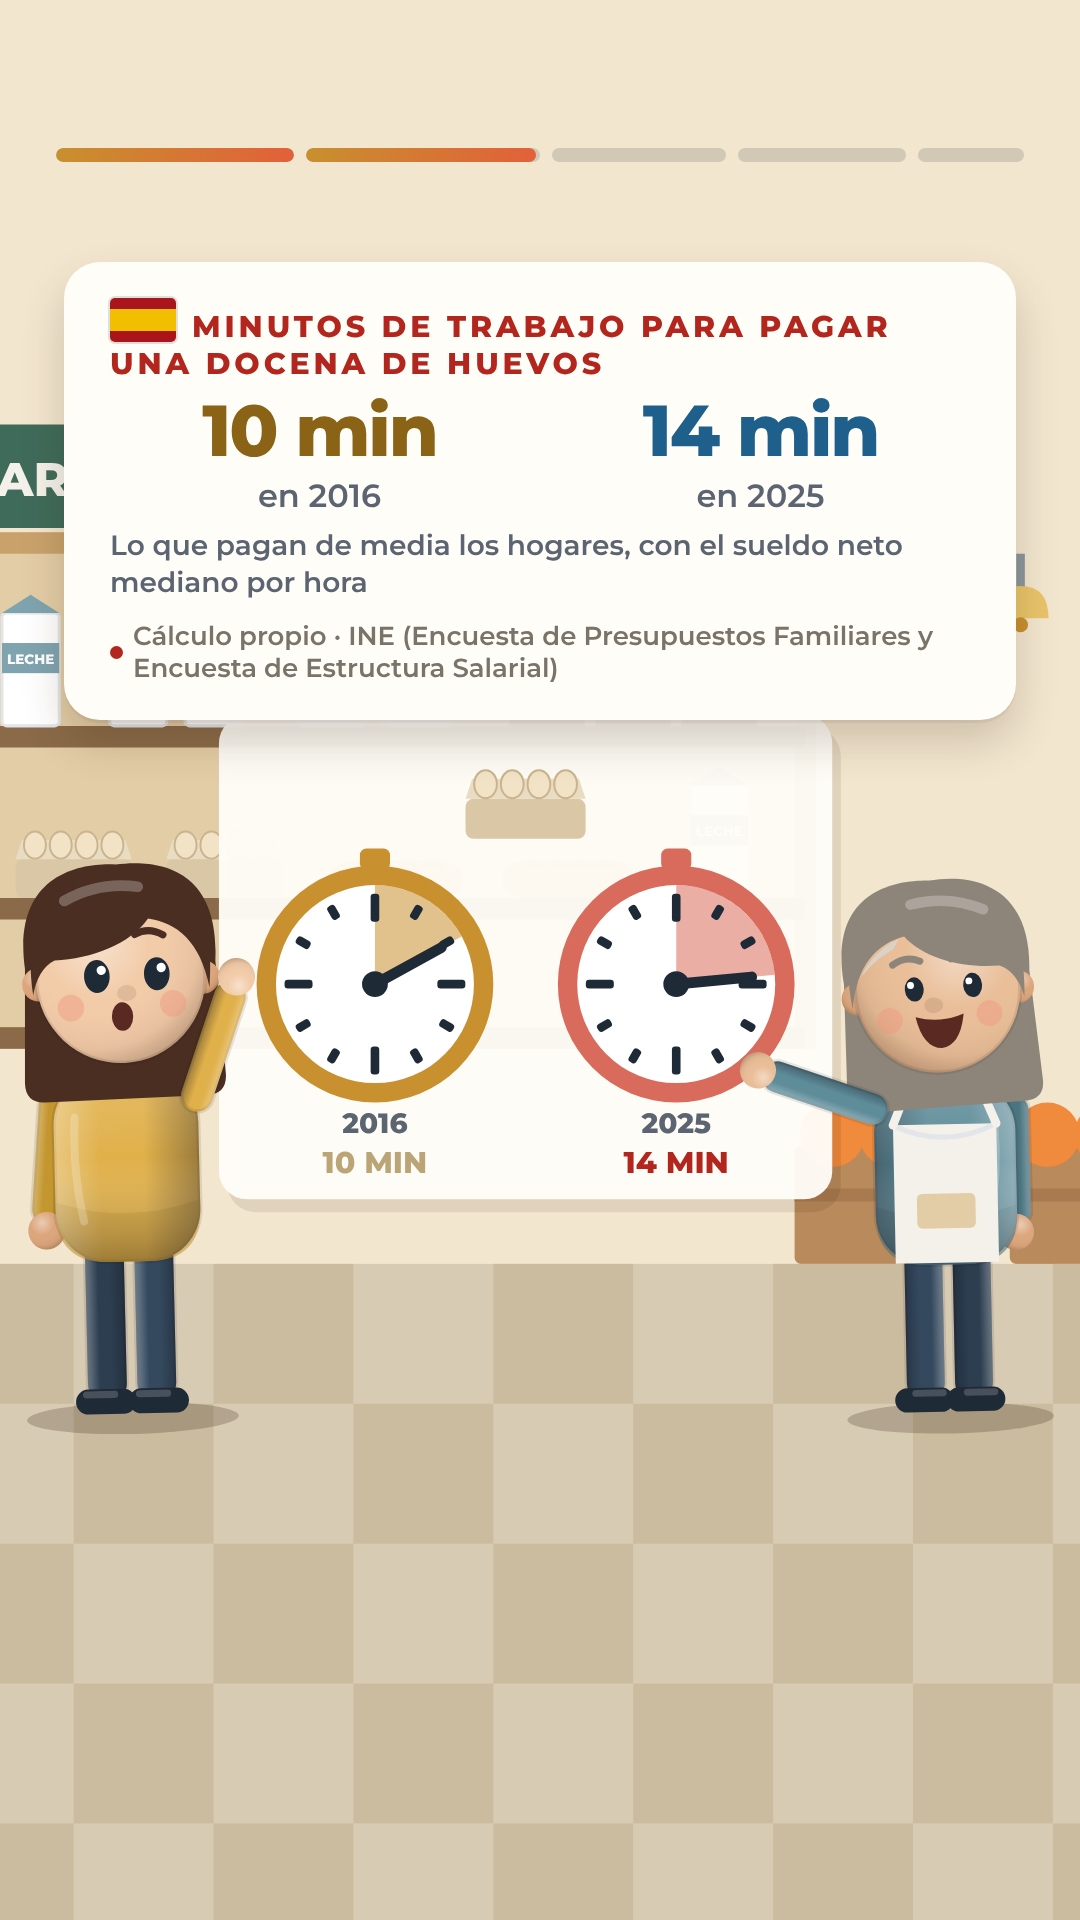 MINUTOS DE TRABAJO PARA PAGAR
UNA DOCENA DE HUEVOS
10 min
14 min
en 2016
en 2025
Lo que pagan de media los hogares, con el sueldo neto
mediano por hora
Cálculo propio · INE (Encuesta de Presupuestos Familiares y
Encuesta de Estructura Salarial)
AR
LECHE
LECHE
2016
2025
10 MIN
14 MIN